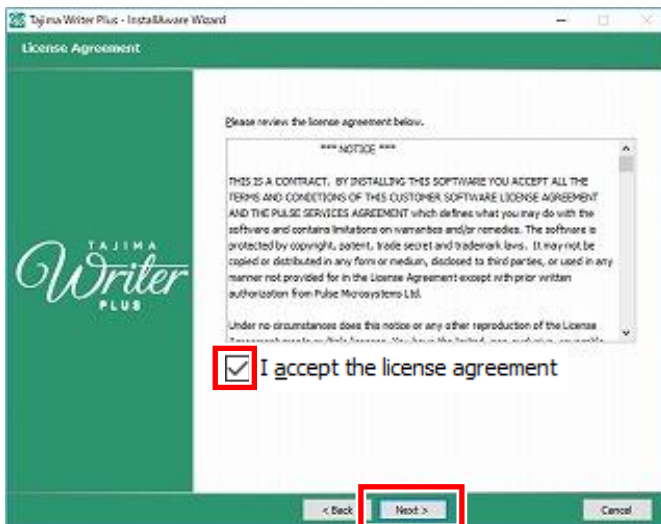 Tajima Writer Plus - InstallAware Wizard
License Agreement
Please review the license agreement below.
*** NOTICE ***
THIS IS A CONTRACT. BY INSTALLING THIS SOFTWARE YOU ACCEPT ALL THE
TERMS AND CONDITIONS OF THIS CUSTOMER SOFTWARE LICENSE AGREEMENT
AND THE PULSE SERVICES AGREEMENT which defines what you may do with the
software and contains limitations on warranties and/or remedies. The software is
protected by copyright, patent, trade secret and trademark laws. It may not be
copied or distributed in any form or medium, disclosed to third parties, or used in any
manner not provided for in the License Agreement except with prior written
authorization from Pulse Microsystems Ltd.
Under no circumstances does this notice or any other reproduction of the License
TAJIMA
Writer
PLUS
I accept the license agreement
< Back
Next >
Cancel